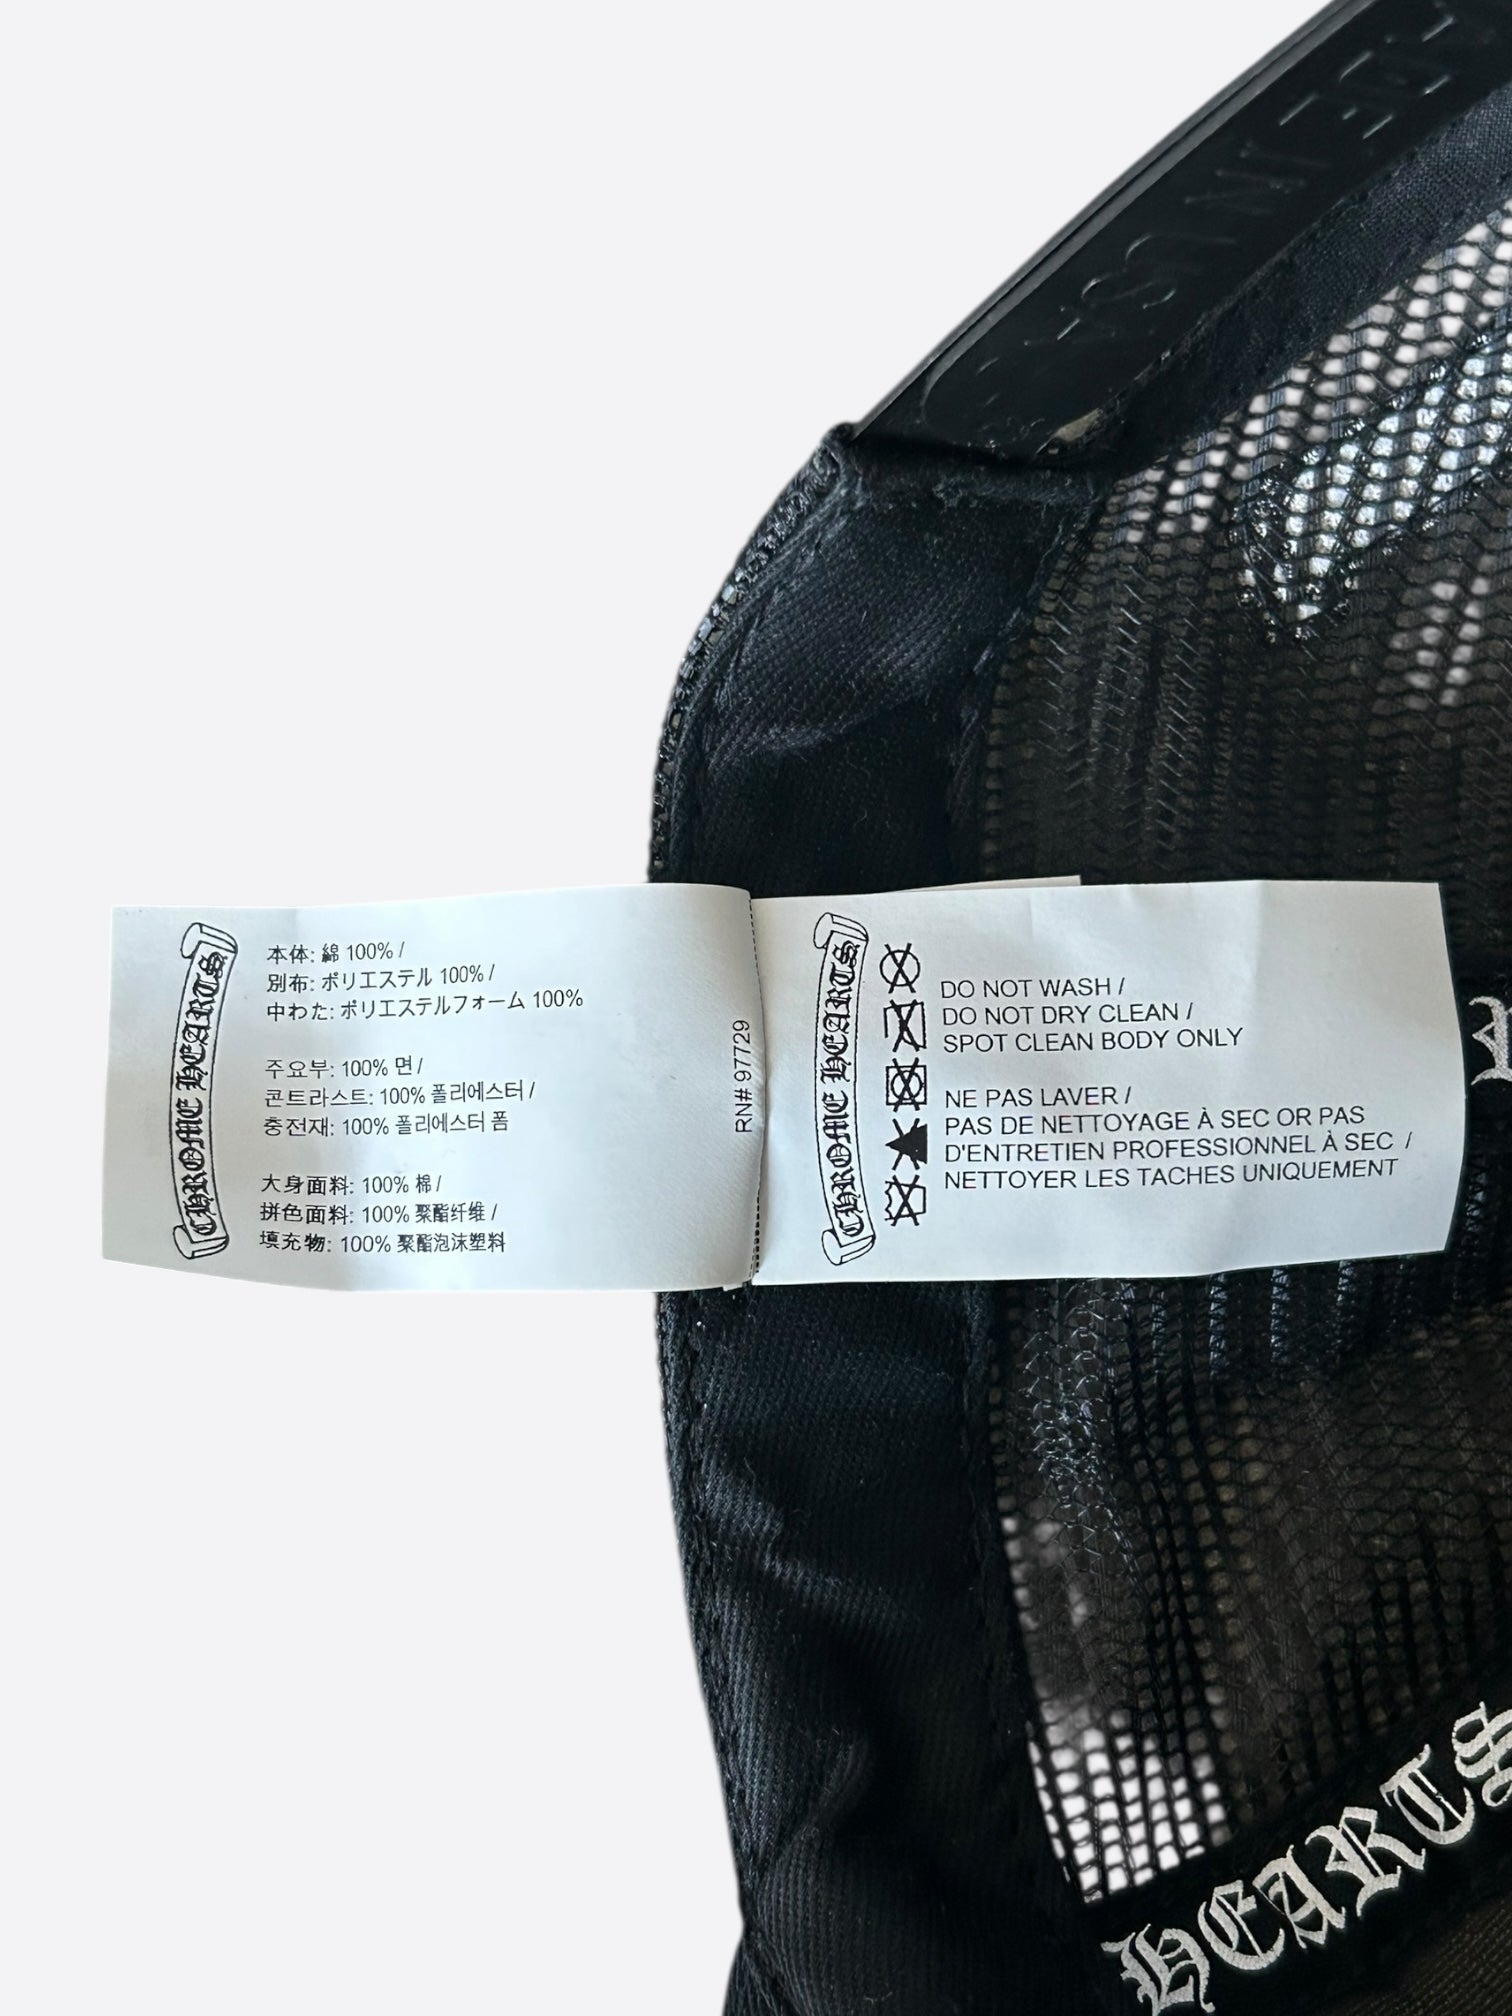 CHROME HEARTS
本体: 綿 100% /
別布: ポリエステル 100% /
中わた: ポリエステルフォーム 100%
주요부: 100% 면 /
콘트라스트: 100% 폴리에스터 /
충전재: 100% 폴리에스터 폼
大身面料: 100% 棉 /
拼色面料: 100% 聚酯纤维 /
填充物: 100% 聚酯泡沫塑料
RN# 97729
CHROME HEARTS
DO NOT WASH /
DO NOT DRY CLEAN /
SPOT CLEAN BODY ONLY
NE PAS LAVER /
PAS DE NETTOYAGE À SEC OR PAS
D'ENTRETIEN PROFESSIONNEL À SEC /
NETTOYER LES TACHES UNIQUEMENT
HEARTS